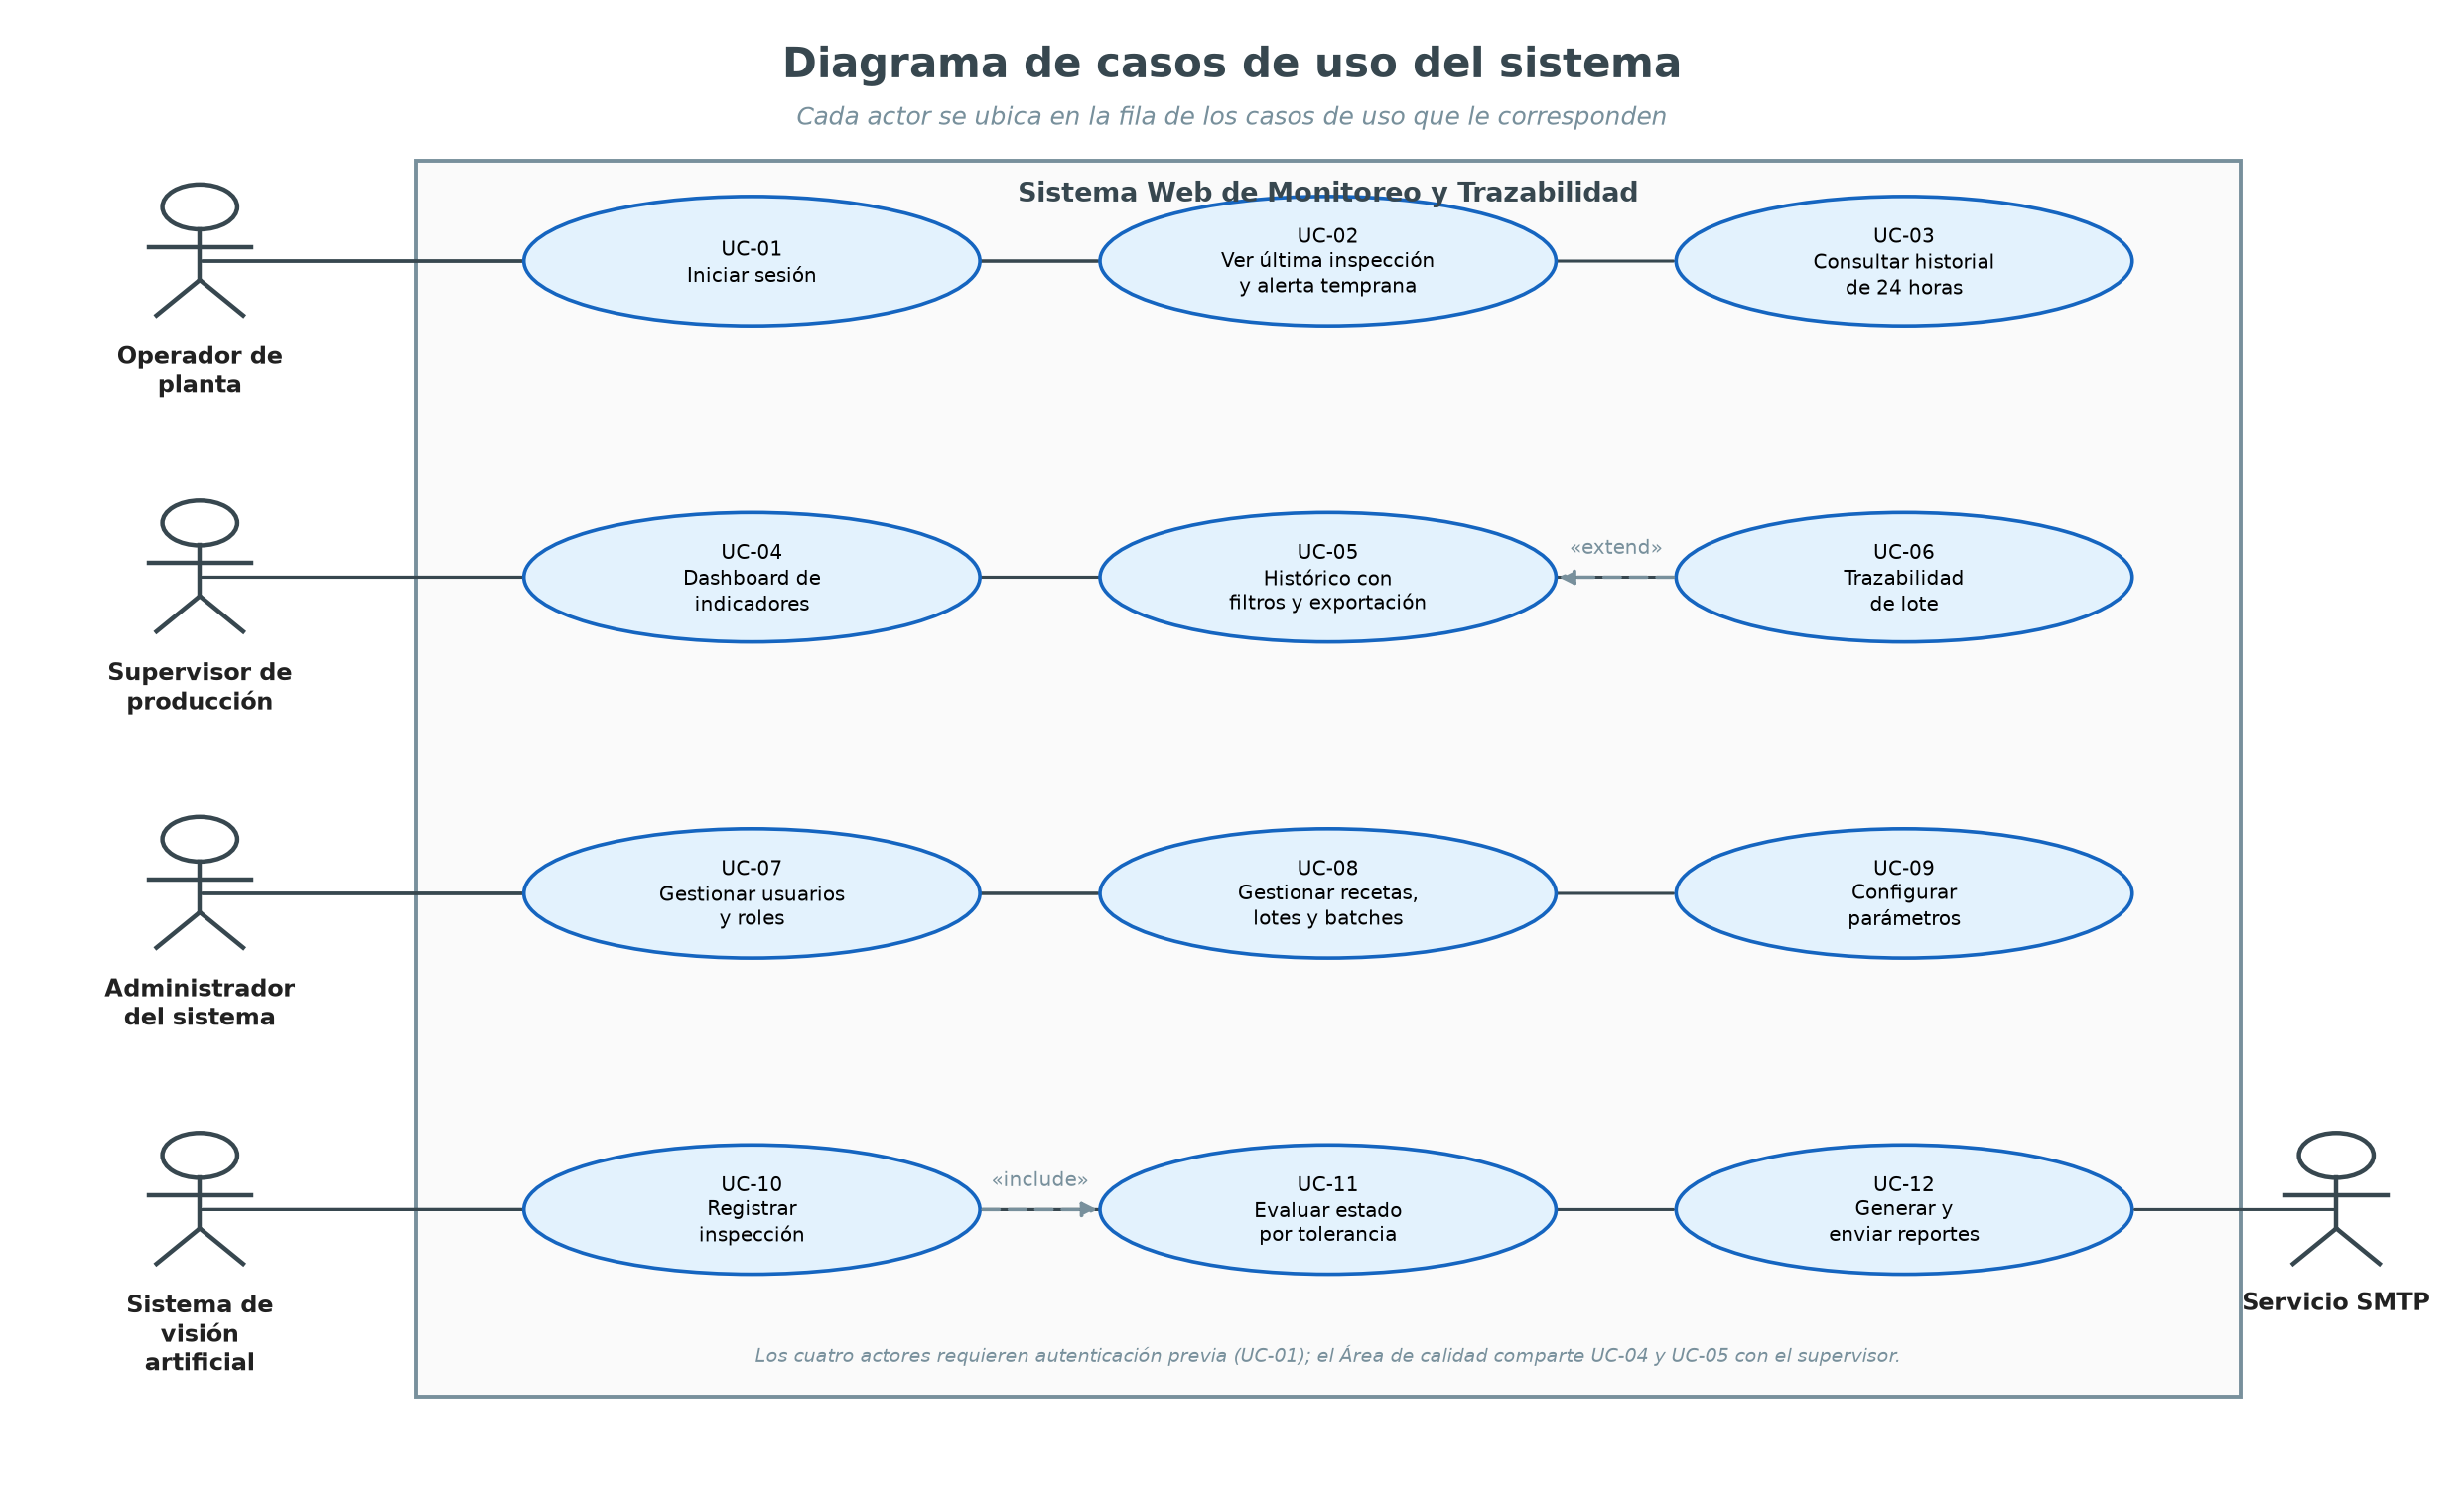 Diagrama de casos de uso del sistema
Cada actor se ubica en la fila de los casos de uso que le corresponden
Sistema Web de Monitoreo y Trazabilidad
Operador de
planta
UC-01
Iniciar sesión
UC-02
Ver última inspección
y alerta temprana
UC-03
Consultar historial
de 24 horas
Supervisor de
producción
UC-04
Dashboard de
indicadores
UC-05
Histórico con
filtros y exportación
«extend»
UC-06
Trazabilidad
de lote
Administrador
del sistema
UC-07
Gestionar usuarios
y roles
UC-08
Gestionar recetas,
lotes y batches
UC-09
Configurar
parámetros
Sistema de
visión
artificial
UC-10
Registrar
inspección
«include»
UC-11
Evaluar estado
por tolerancia
UC-12
Generar y
enviar reportes
Servicio SMTP
Los cuatro actores requieren autenticación previa (UC-01); el Área de calidad comparte UC-04 y UC-05 con el supervisor.